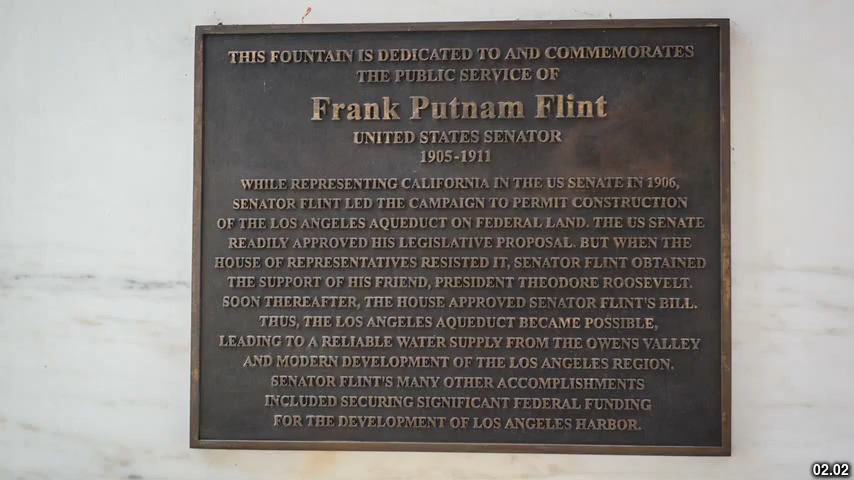 THIS FOUNTAIN IS DEDICATED TO AND COMMEMORATES
THE PUBLIC SERVICE OF
Frank Putnam Flint
UNITED STATES SENATOR
1905-1911
WHILE REPRESENTING CALIFORNIA IN THE US SENATE IN 1906,
SENATOR FLINT LED THE CAMPAIGN TO PERMIT CONSTRUCTION
OF THE LOS ANGELES AQUEDUCT ON FEDERAL LAND. THE US SENATE
READILY APPROVED HIS LEGISLATIVE PROPOSAL. BUT WHEN THE
HOUSE OF REPRESENTATIVES RESISTED IT, SENATOR FLINT OBTAINED
THE SUPPORT OF HIS FRIEND, PRESIDENT THEODORE ROOSEVELT.
SOON THEREAFTER, THE HOUSE APPROVED SENATOR FLINT'S BILL.
THUS, THE LOS ANGELES AQUEDUCT BECAME POSSIBLE,
LEADING TO A RELIABLE WATER SUPPLY FROM THE OWENS VALLEY
AND MODERN DEVELOPMENT OF THE LOS ANGELES REGION.
SENATOR FLINT'S MANY OTHER ACCOMPLISHMENTS
INCLUDED SECURING SIGNIFICANT FEDERAL FUNDING
FOR THE DEVELOPMENT OF LOS ANGELES HARBOR.
02.02